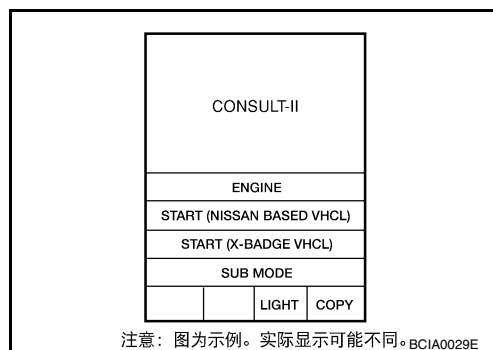 CONSULT-II
ENGINE
START (NISSAN BASED VHCL)
START (X-BADGE VHCL)
SUB MODE
LIGHT COPY
注意：图为示例。实际显示可能不同。BCIA0029E